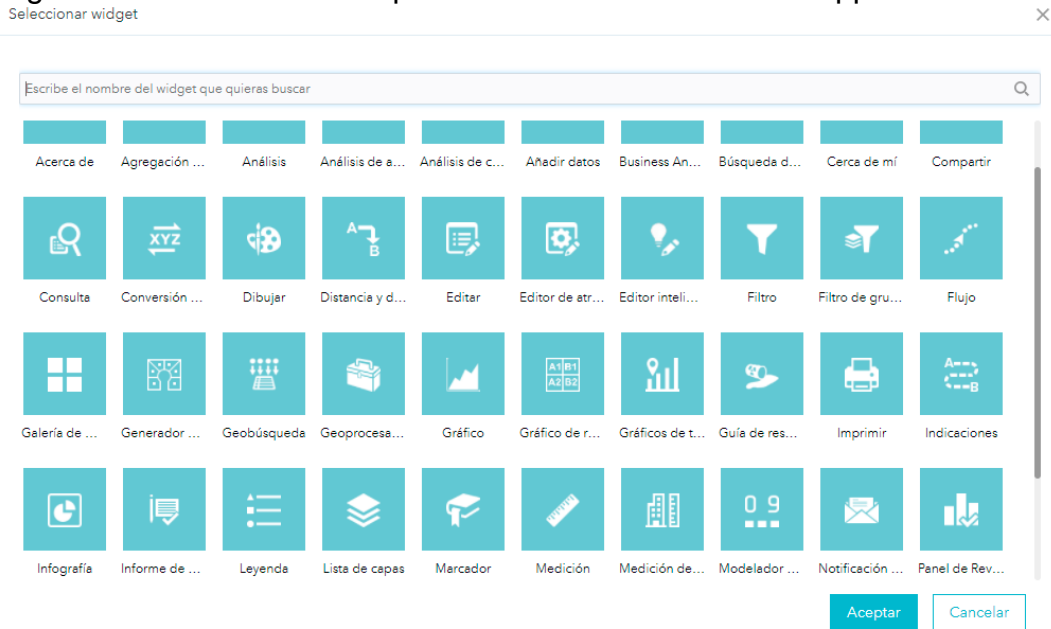 Seleccionar widget
Escribe el nombre del widget que quieras buscar
Acerca de Agregación ... Análisis Análisis de a... Análisis de c... Añadir datos Business An... Búsqueda d... Cerca de mí Compartir
XYZ A B
Consulta Conversión ... Dibujar Distancia y d... Editar Editor de atr... Editor inteli... Filtro Filtro de gru... Flujo
A1 B1 A
A2 B2 B
Galería de ... Generador ... Geobúsqueda Geoprocesa... Gráfico Gráfico de r... Gráficos de t... Guía de res... Imprimir Indicaciones
0 9
Infografía Informe de ... Leyenda Lista de capas Marcador Medición Medición de... Modelador ... Notificación ... Panel de Rev...
Aceptar Cancelar